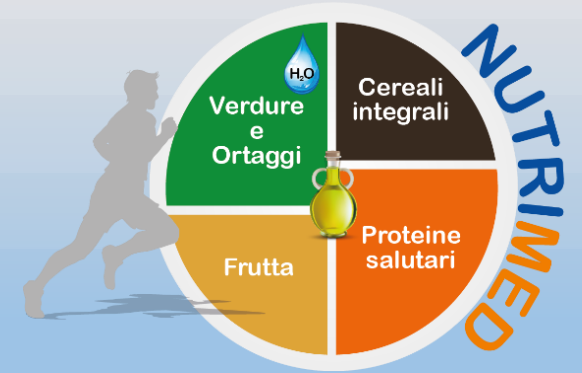 H₂O
Verdure
e
Ortaggi
Cereali
integrali
Frutta
Proteine
salutari
NUTRIMED